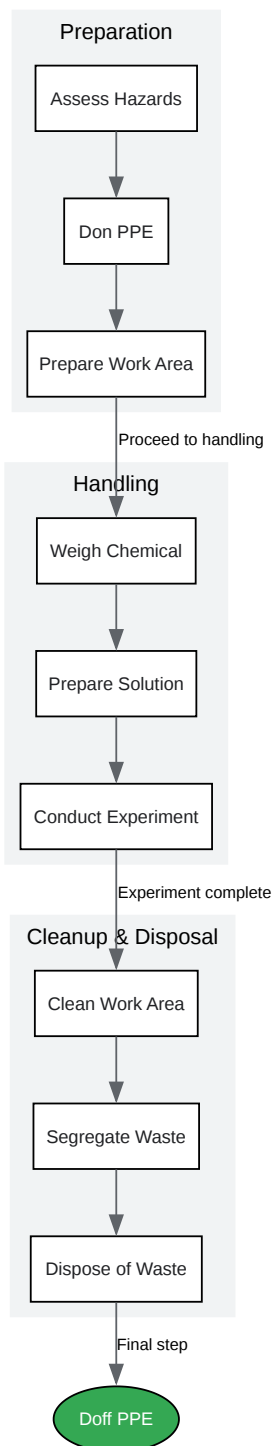 Preparation
Assess Hazards
Don PPE
Prepare Work Area
Proceed to handling
Handling
Weigh Chemical
Prepare Solution
Conduct Experiment
Experiment complete
Cleanup & Disposal
Clean Work Area
Segregate Waste
Dispose of Waste
Final step
Doff PPE